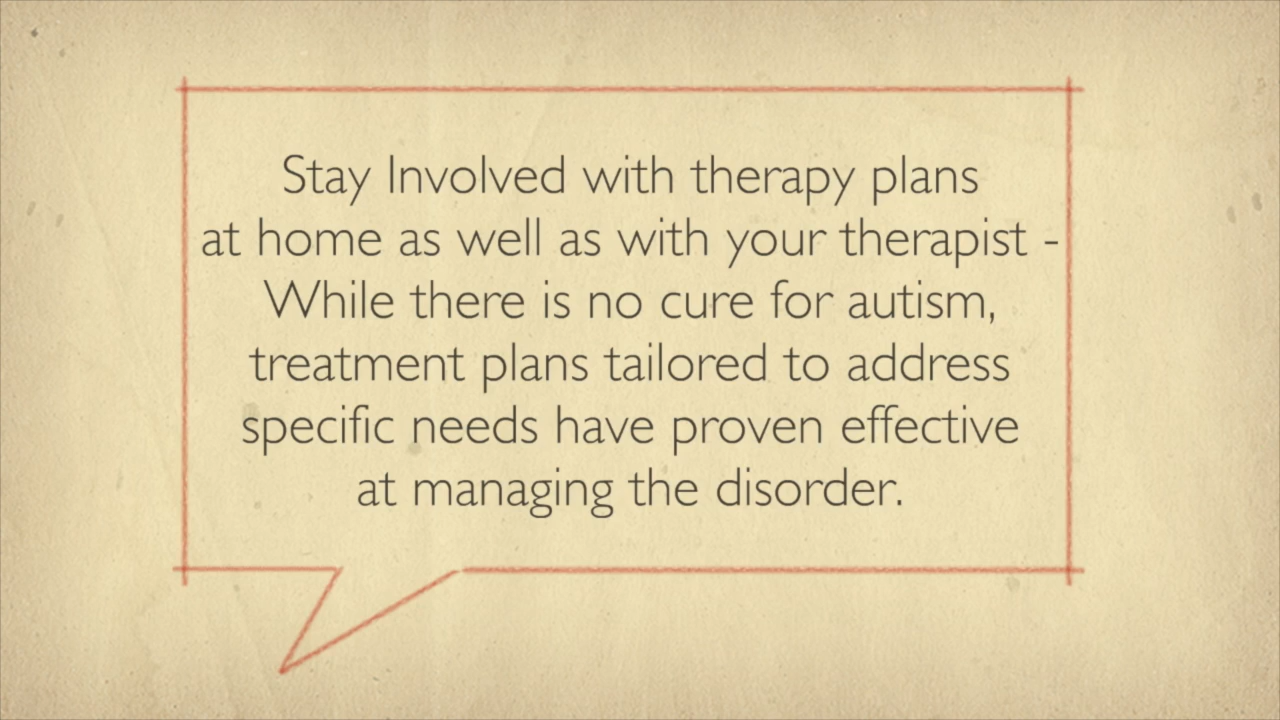 Stay Involved with therapy plans
at home as well as with your therapist -
While there is no cure for autism,
treatment plans tailored to address
specific needs have proven effective
at managing the disorder.